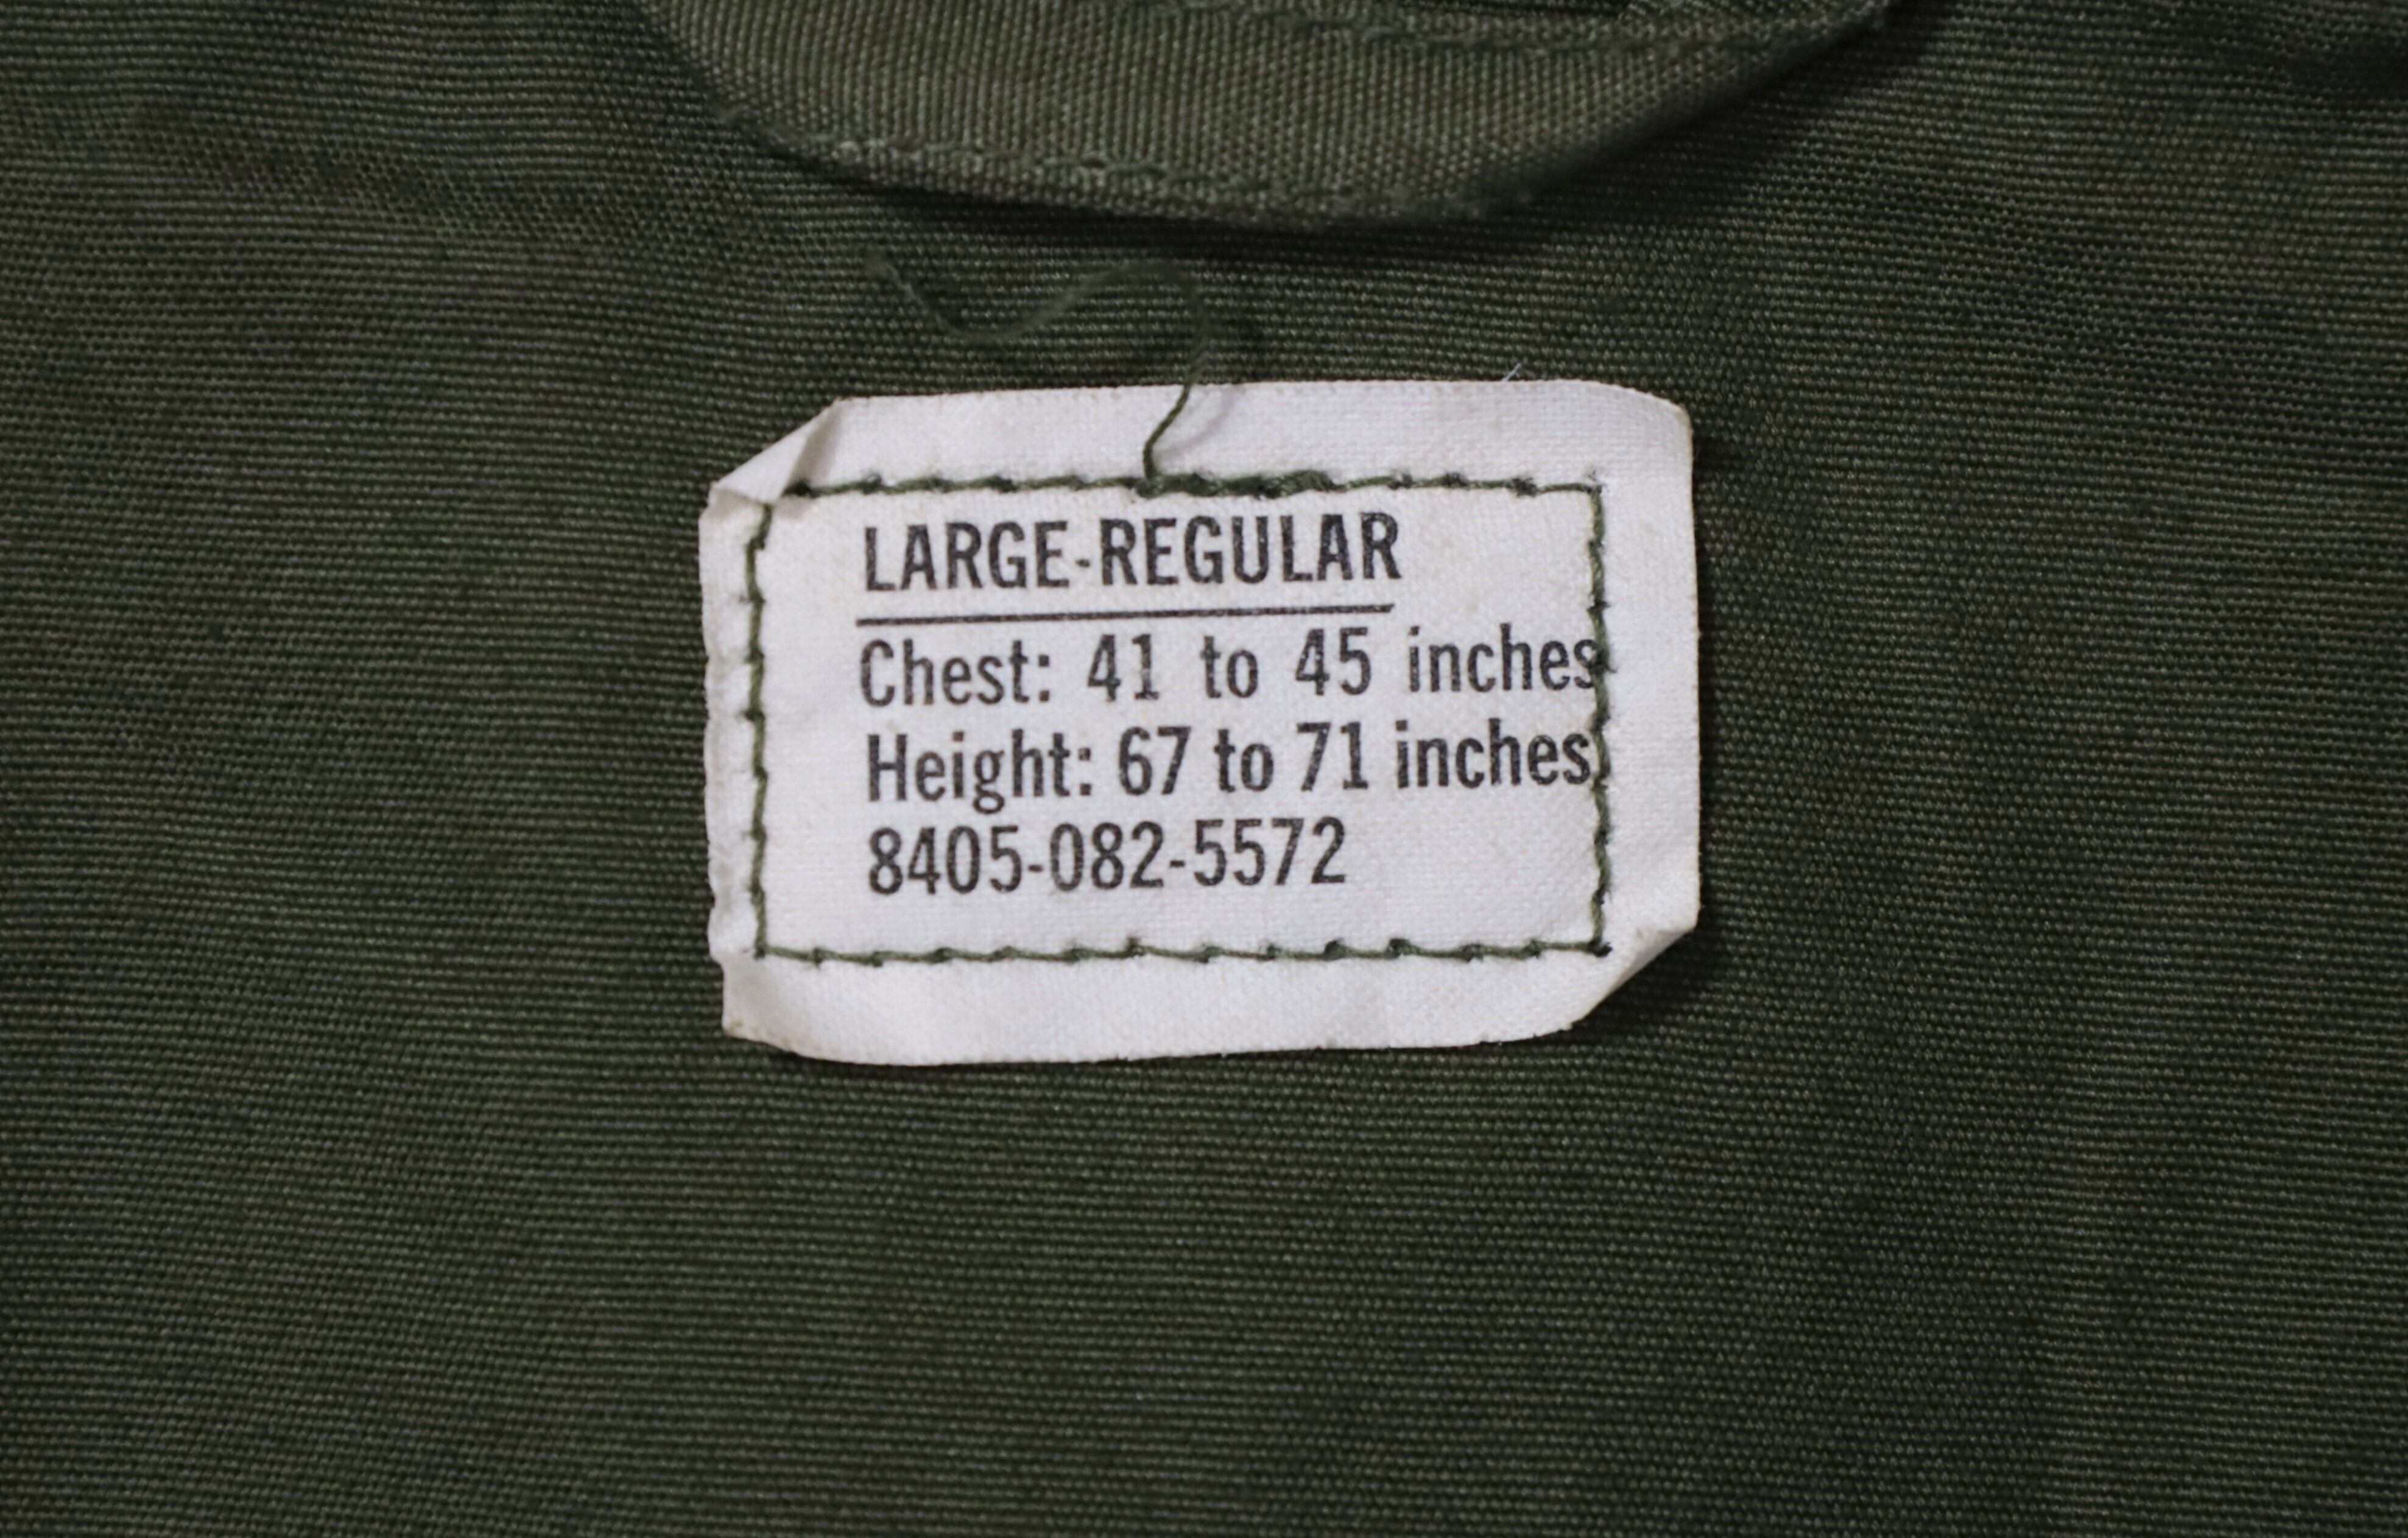 LARGE-REGULAR
Chest: 41 to 45 inches
Height: 67 to 71 inches
8405-082-5572